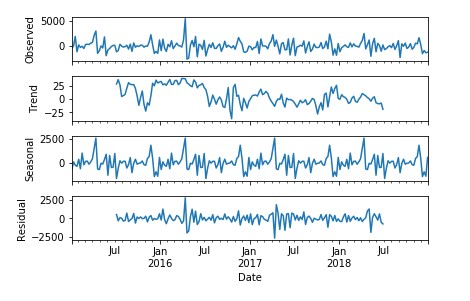 Observed
5000
0
Trend
25
0
−25
Seasonal
2500
0
Residual
2500
0
−2500
Jul
Jan
2016
Jul
Jan
2017
Jul
Jan
2018
Jul
Date